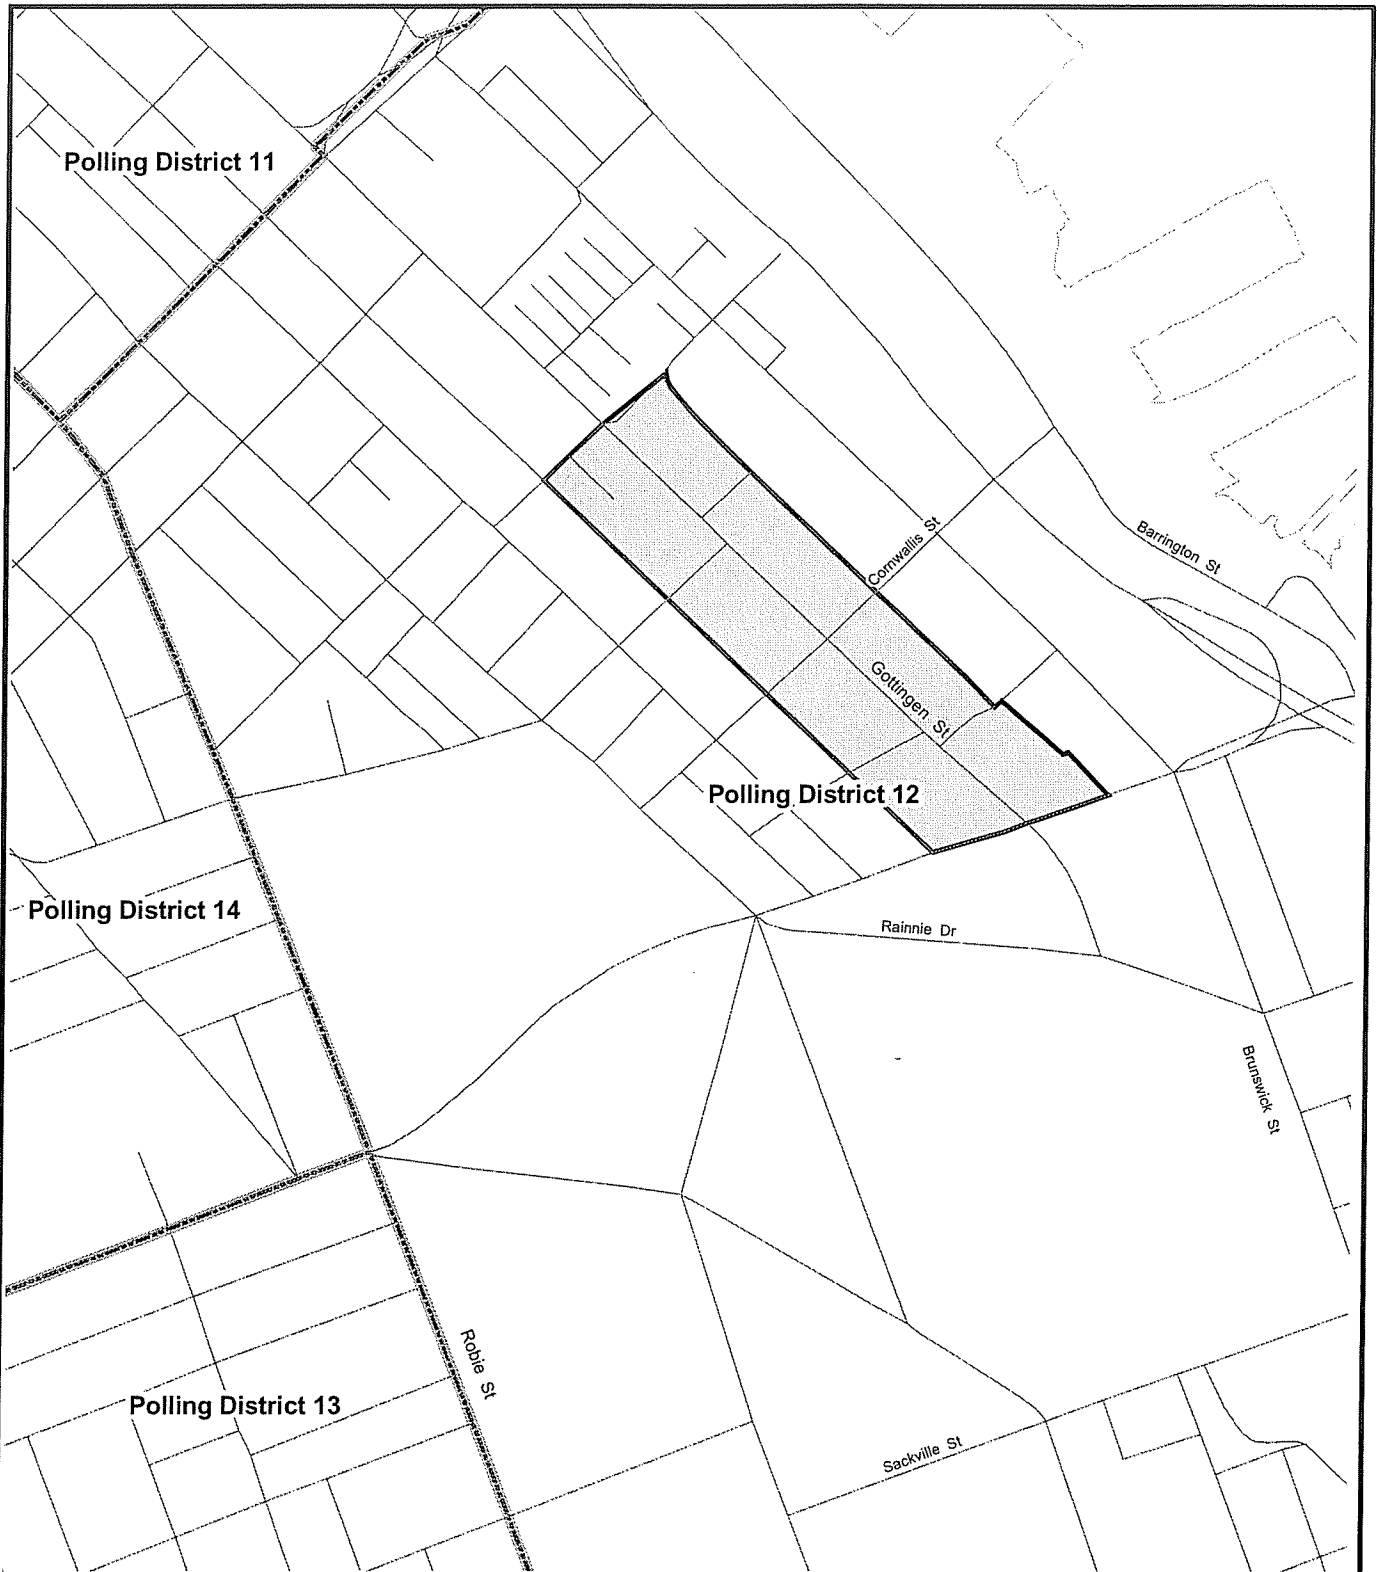 Polling District 11
Cornwallis St
Barrington St
Gottingen St
Polling District 12
Polling District 14
Rainnie Dr
Brunswick St
Robie St
Polling District 13
Sackville St